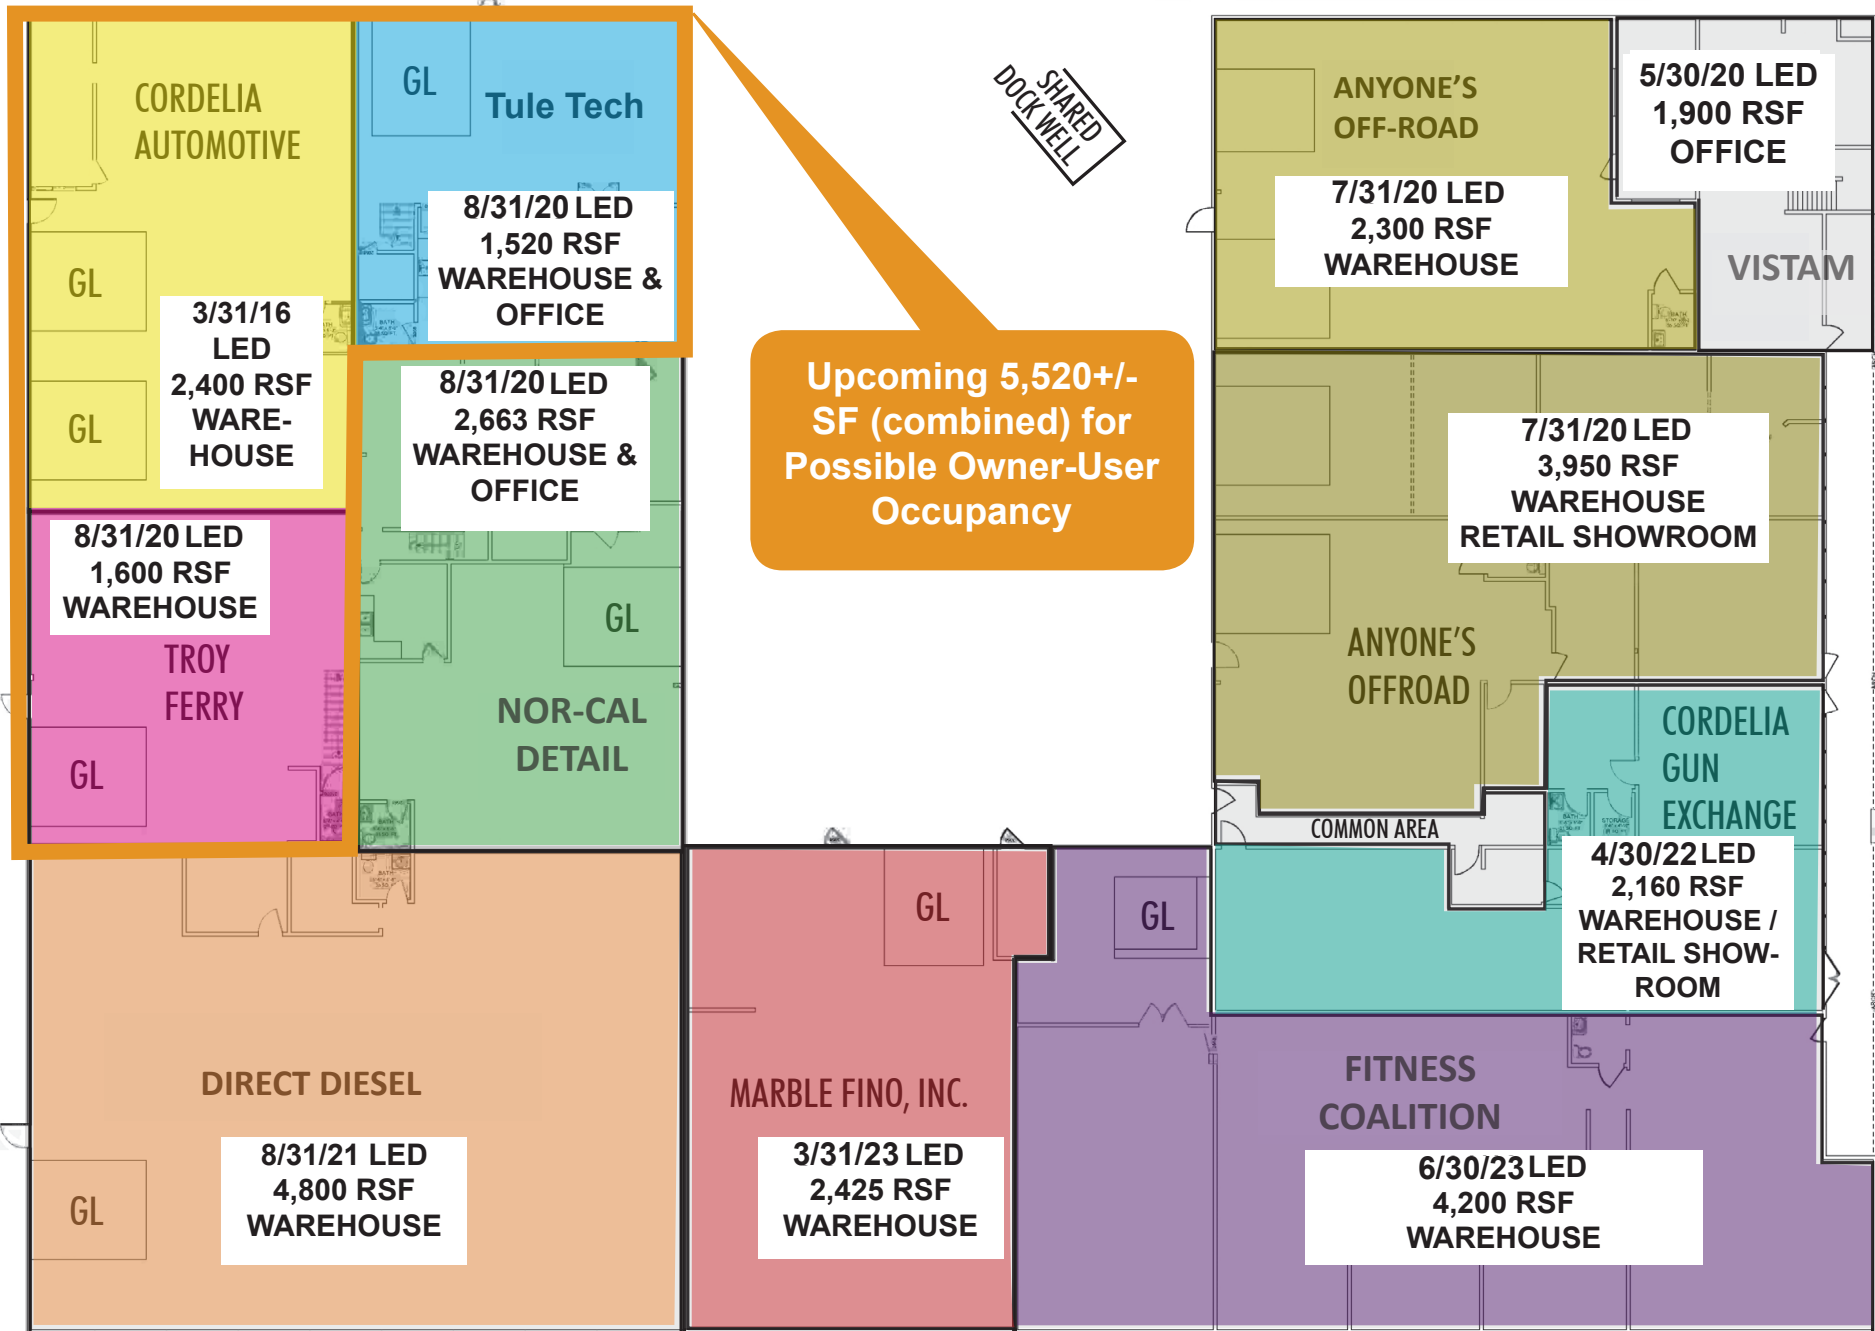 CORDELIA
AUTOMOTIVE
GL
GL
3/31/16
LED
2,400 RSF
WARE-
HOUSE
GL
Tule Tech
8/31/20 LED
1,520 RSF
WAREHOUSE &
OFFICE
8/31/20 LED
2,663 RSF
WAREHOUSE &
OFFICE
GL
NOR-CAL
DETAIL
8/31/20 LED
1,600 RSF
WAREHOUSE
TROY
FERRY
GL
Upcoming 5,520+/-
SF (combined) for
Possible Owner-User
Occupancy
SHARED
DOCK WELL
ANYONE'S
OFF-ROAD
7/31/20 LED
2,300 RSF
WAREHOUSE
5/30/20 LED
1,900 RSF
OFFICE
VISTAM
7/31/20 LED
3,950 RSF
WAREHOUSE
RETAIL SHOWROOM
ANYONE'S
OFFROAD
CORDELIA
GUN
EXCHANGE
4/30/22 LED
2,160 RSF
WAREHOUSE /
RETAIL SHOW-
ROOM
BATH
STORAGE
COMMON AREA
DIRECT DIESEL
8/31/21 LED
4,800 RSF
WAREHOUSE
GL
GL
MARBLE FINO, INC.
3/31/23 LED
2,425 RSF
WAREHOUSE
GL
FITNESS
COALITION
6/30/23 LED
4,200 RSF
WAREHOUSE